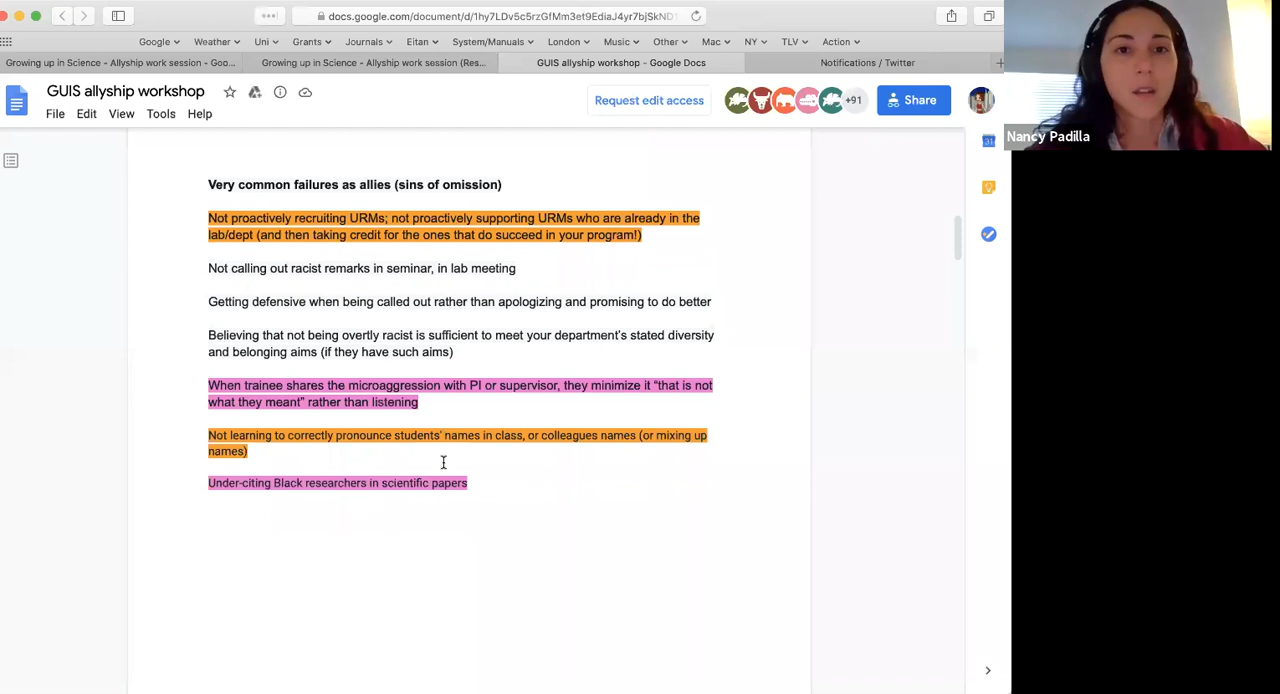 docs.google.com/document/d/1hy7LDv5c5rzGfMm3et9EdiaJ4yr7bjSkND1
Google Weather Uni Grants Journals Eitan System/Manuals London Music Other Mac NY TLV Action
Growing up in Science - Allyship work session - Goo... Growing up in Science - Allyship work session (Res... GUIS allyship workshop - Google Docs Notifications / Twitter
GUIS allyship workshop
File Edit View Tools Help
Request edit access
+91
Share
Nancy Padilla
31
Very common failures as allies (sins of omission)
Not proactively recruiting URMs; not proactively supporting URMs who are already in the
lab/dept (and then taking credit for the ones that do succeed in your program!)
Not calling out racist remarks in seminar, in lab meeting
Getting defensive when being called out rather than apologizing and promising to do better
Believing that not being overtly racist is sufficient to meet your department's stated diversity
and belonging aims (if they have such aims)
When trainee shares the microaggression with PI or supervisor, they minimize it “that is not
what they meant” rather than listening
Not learning to correctly pronounce students' names in class, or colleagues names (or mixing up
names)
Under-citing Black researchers in scientific papers